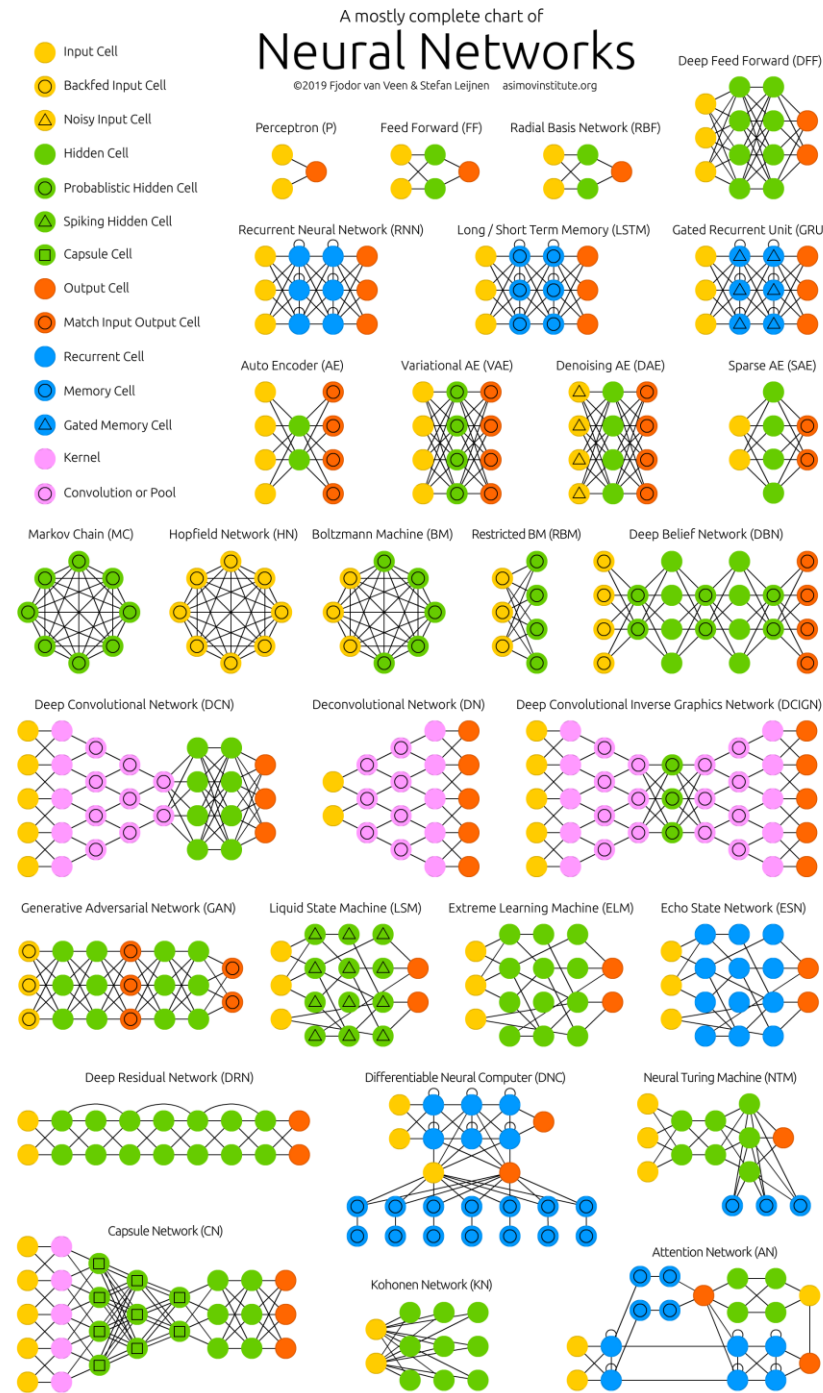 A mostly complete chart of
Neural Networks
©2019 Fjodor van Veen & Stefan Leijnen asimovinstitute.org
Input Cell
Backfed Input Cell
Noisy Input Cell
Hidden Cell
Probablistic Hidden Cell
Spiking Hidden Cell
Capsule Cell
Output Cell
Match Input Output Cell
Recurrent Cell
Memory Cell
Gated Memory Cell
Kernel
Convolution or Pool
Deep Feed Forward (DFF)
Perceptron (P)
Feed Forward (FF)
Radial Basis Network (RBF)
Recurrent Neural Network (RNN)
Long / Short Term Memory (LSTM)
Gated Recurrent Unit (GRU
Auto Encoder (AE)
Variational AE (VAE)
Denoising AE (DAE)
Sparse AE (SAE)
Markov Chain (MC)
Hopfield Network (HN)
Boltzmann Machine (BM)
Restricted BM (RBM)
Deep Belief Network (DBN)
Deep Convolutional Network (DCN)
Deconvolutional Network (DN)
Deep Convolutional Inverse Graphics Network (DCIGN)
Generative Adversarial Network (GAN)
Liquid State Machine (LSM)
Extreme Learning Machine (ELM)
Echo State Network (ESN)
Deep Residual Network (DRN)
Differentiable Neural Computer (DNC)
Neural Turing Machine (NTM)
Capsule Network (CN)
Kohonen Network (KN)
Attention Network (AN)